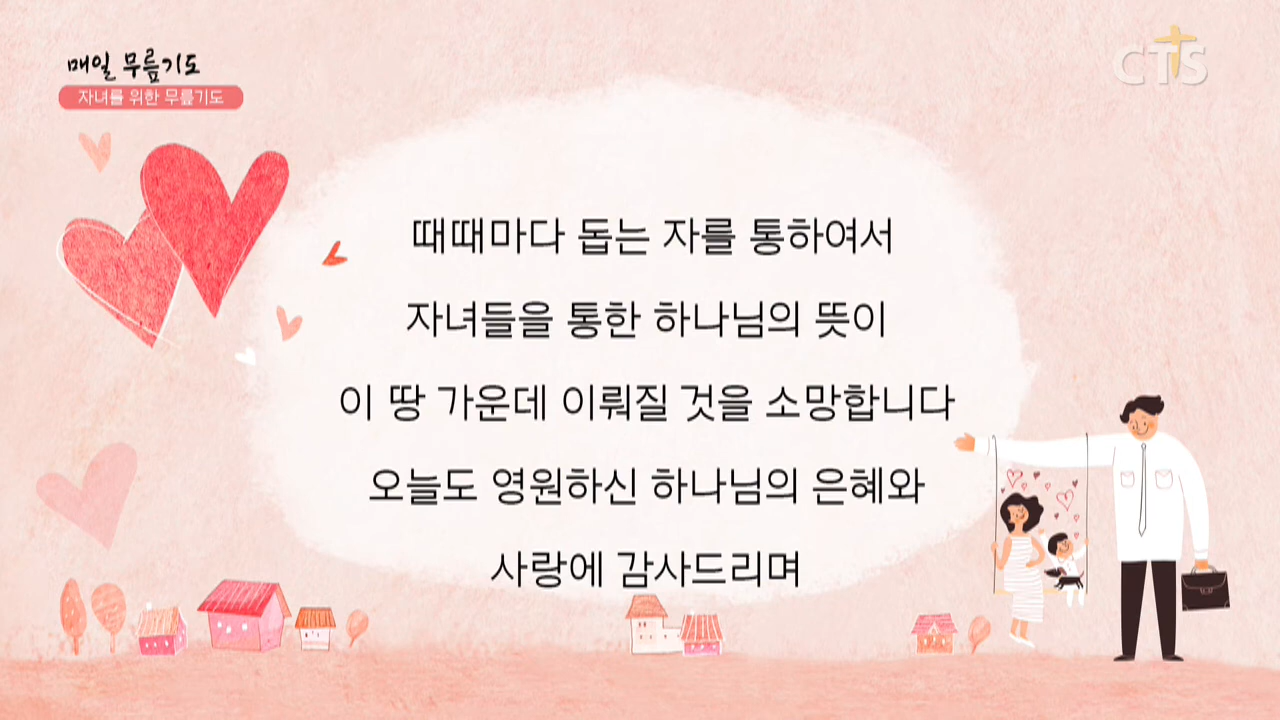 매일 무릎기도
자녀를 위한 무릎기도
CTS
때때마다 돕는 자를 통하여서
자녀들을 통한 하나님의 뜻이
이 땅 가운데 이뤄질 것을 소망합니다
오늘도 영원하신 하나님의 은혜와
사랑에 감사드리며